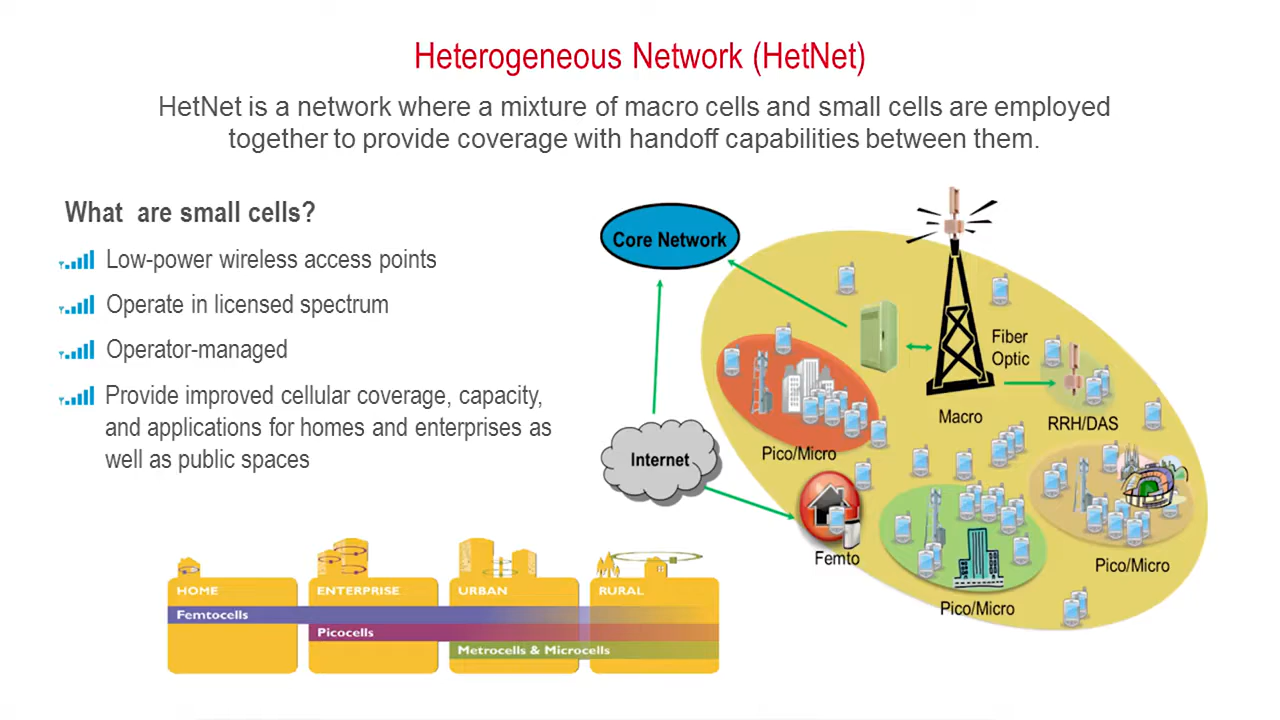 Heterogeneous Network (HetNet)
HetNet is a network where a mixture of macro cells and small cells are employed
together to provide coverage with handoff capabilities between them.
What are small cells?
Low-power wireless access points
Operate in licensed spectrum
Operator-managed
Provide improved cellular coverage, capacity,
and applications for homes and enterprises as
well as public spaces
Core Network
Fiber
Optic
Macro
RRH/DAS
Pico/Micro
Internet
Femto
Pico/Micro
Pico/Micro
HOME
ENTERPRISE
URBAN
RURAL
Femtocells
Picocells
Metrocells & Microcells